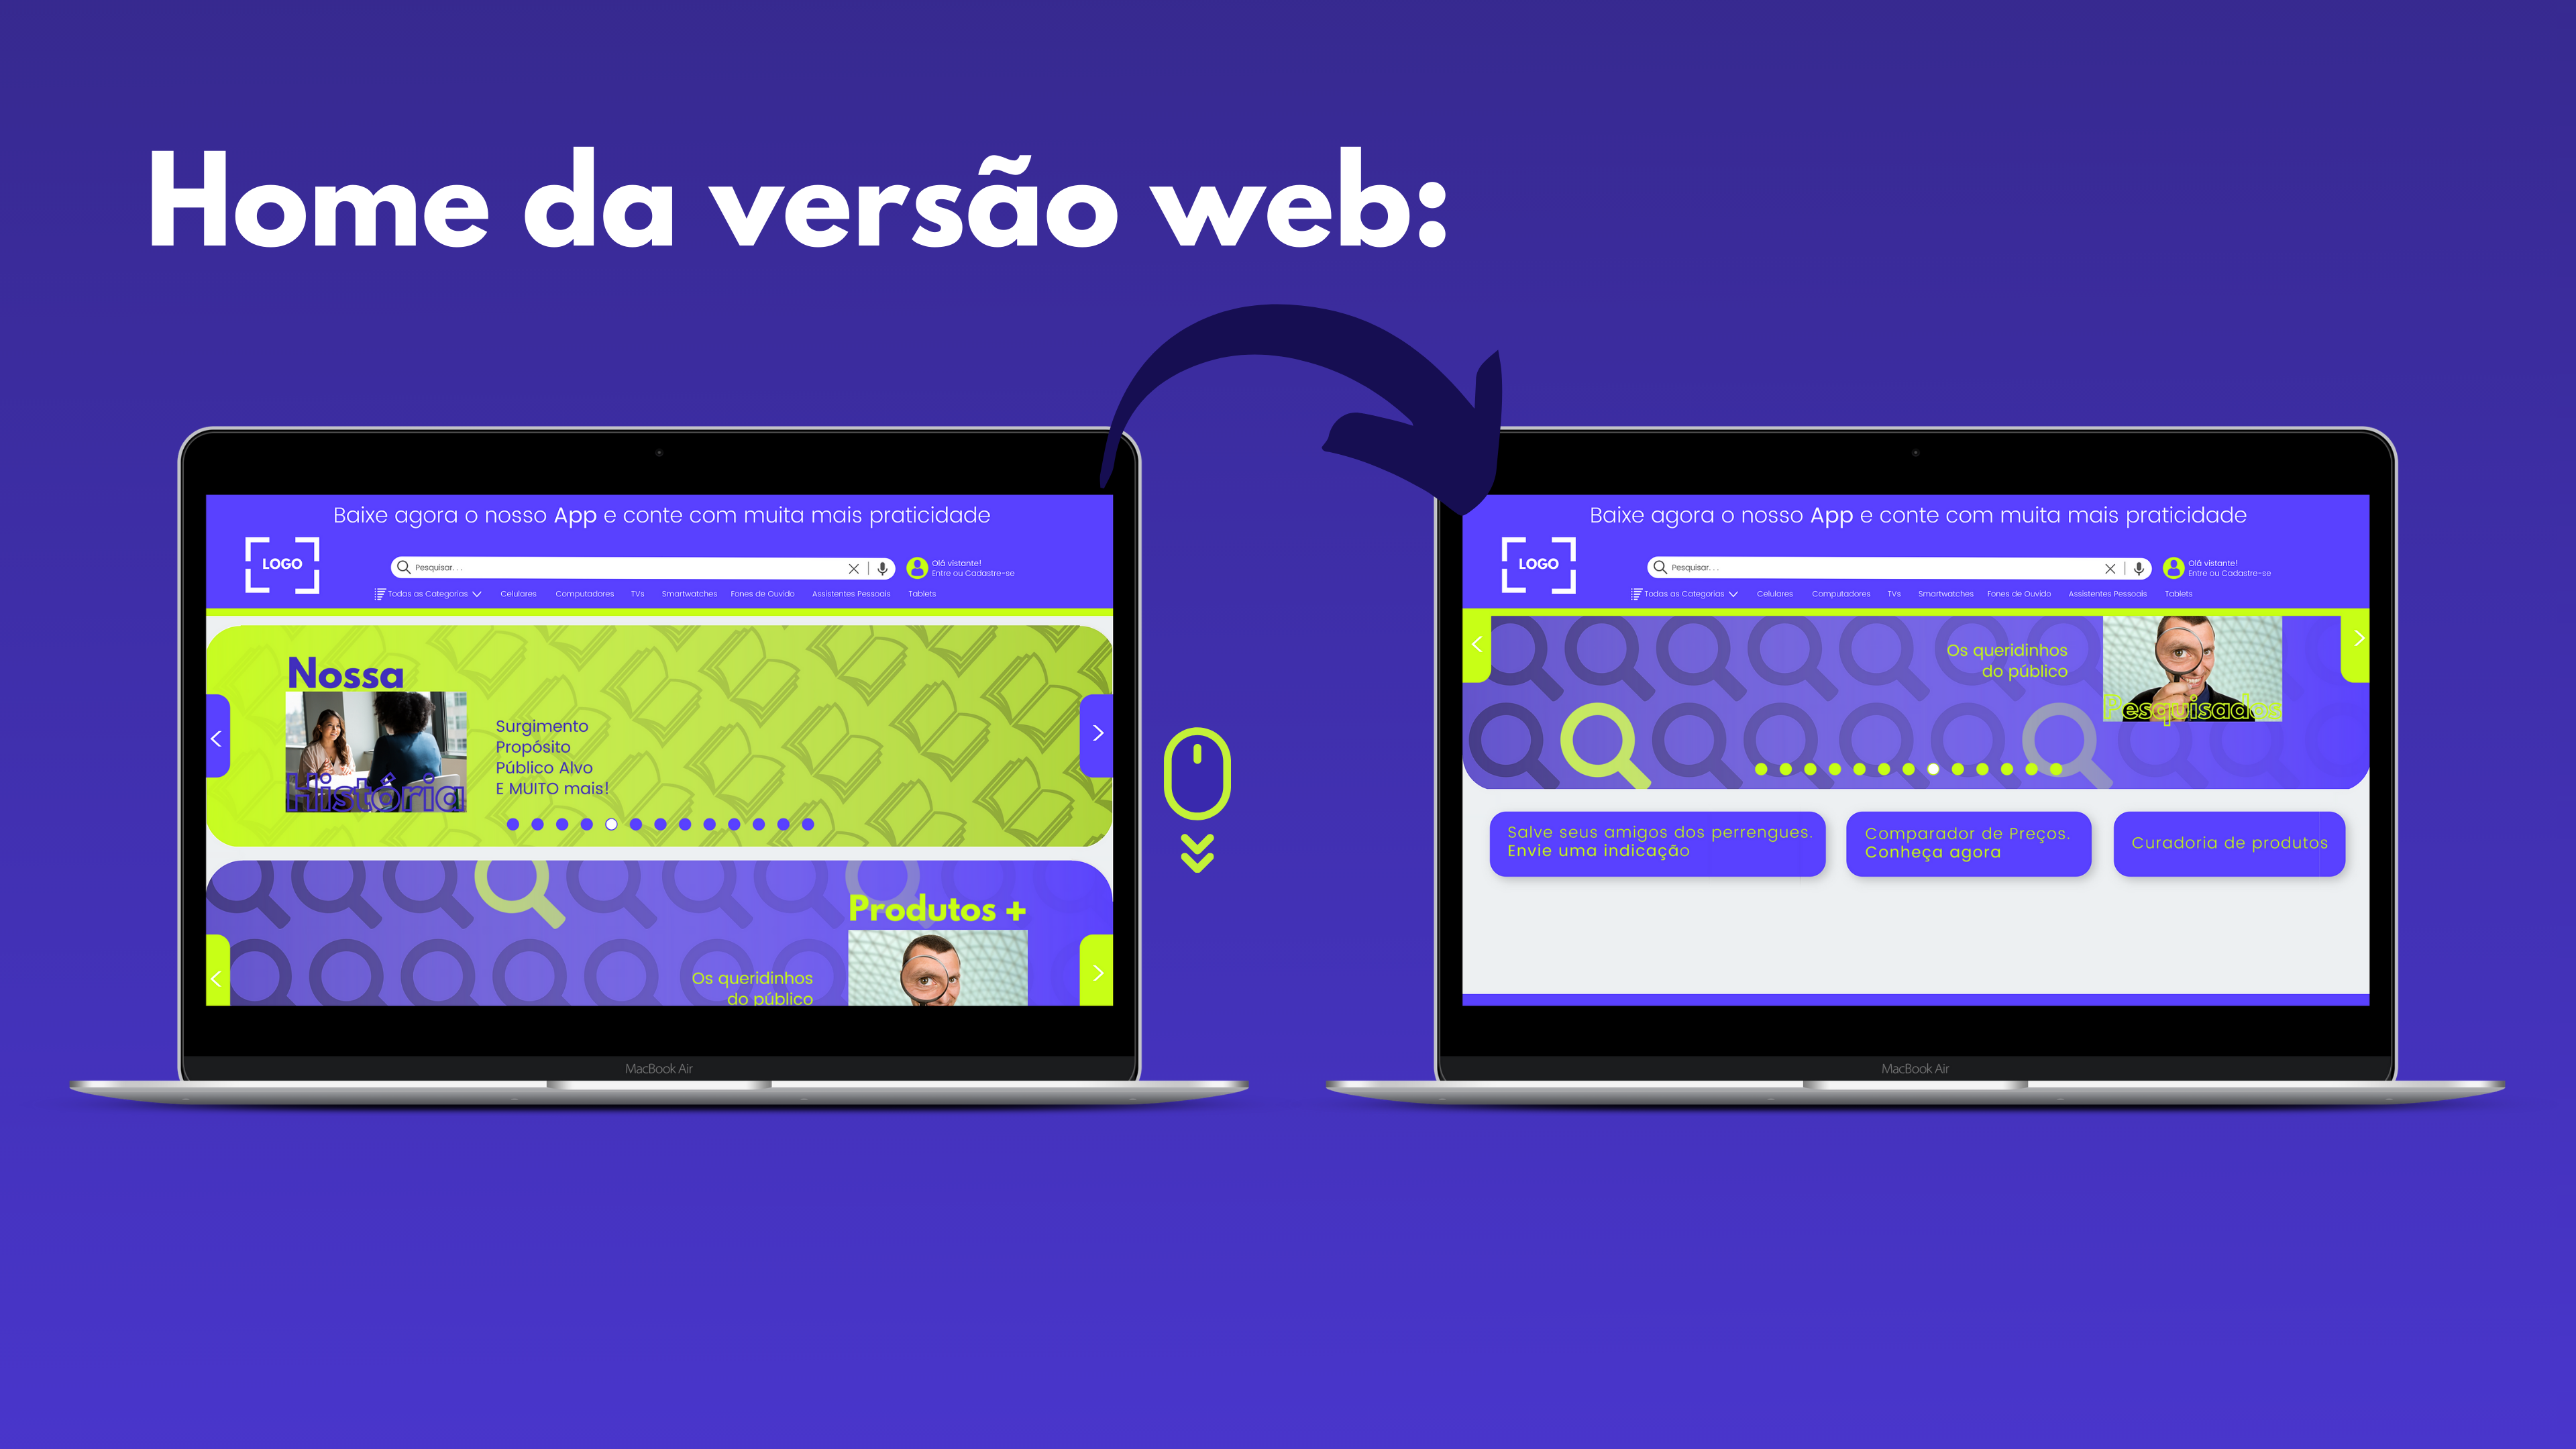 Home da versão web:
Baixe agora o nosso App e conte com muita mais praticidade
LOGO
Pesquisar...
Olá vistante!
Entre ou Cadastre-se
Todas as Categorias
Celulares
Computadores
TVs
Smartwatches
Fones de Ouvido
Assistentes Pessoais
Tablets
Nossa
História
Surgimento
Propósito
Público Alvo
E MUITO mais!
Produtos +
Os queridinhos
do público
MacBook Air
Baixe agora o nosso App e conte com muita mais praticidade
LOGO
Pesquisar...
Olá vistante!
Entre ou Cadastre-se
Todas as Categorias
Celulares
Computadores
TVs
Smartwatches
Fones de Ouvido
Assistentes Pessoais
Tablets
Os queridinhos
do público
Pesquisados
Salve seus amigos dos perrengues.
Envie uma indicação
Comparador de Preços.
Conheça agora
Curadoria de produtos
MacBook Air